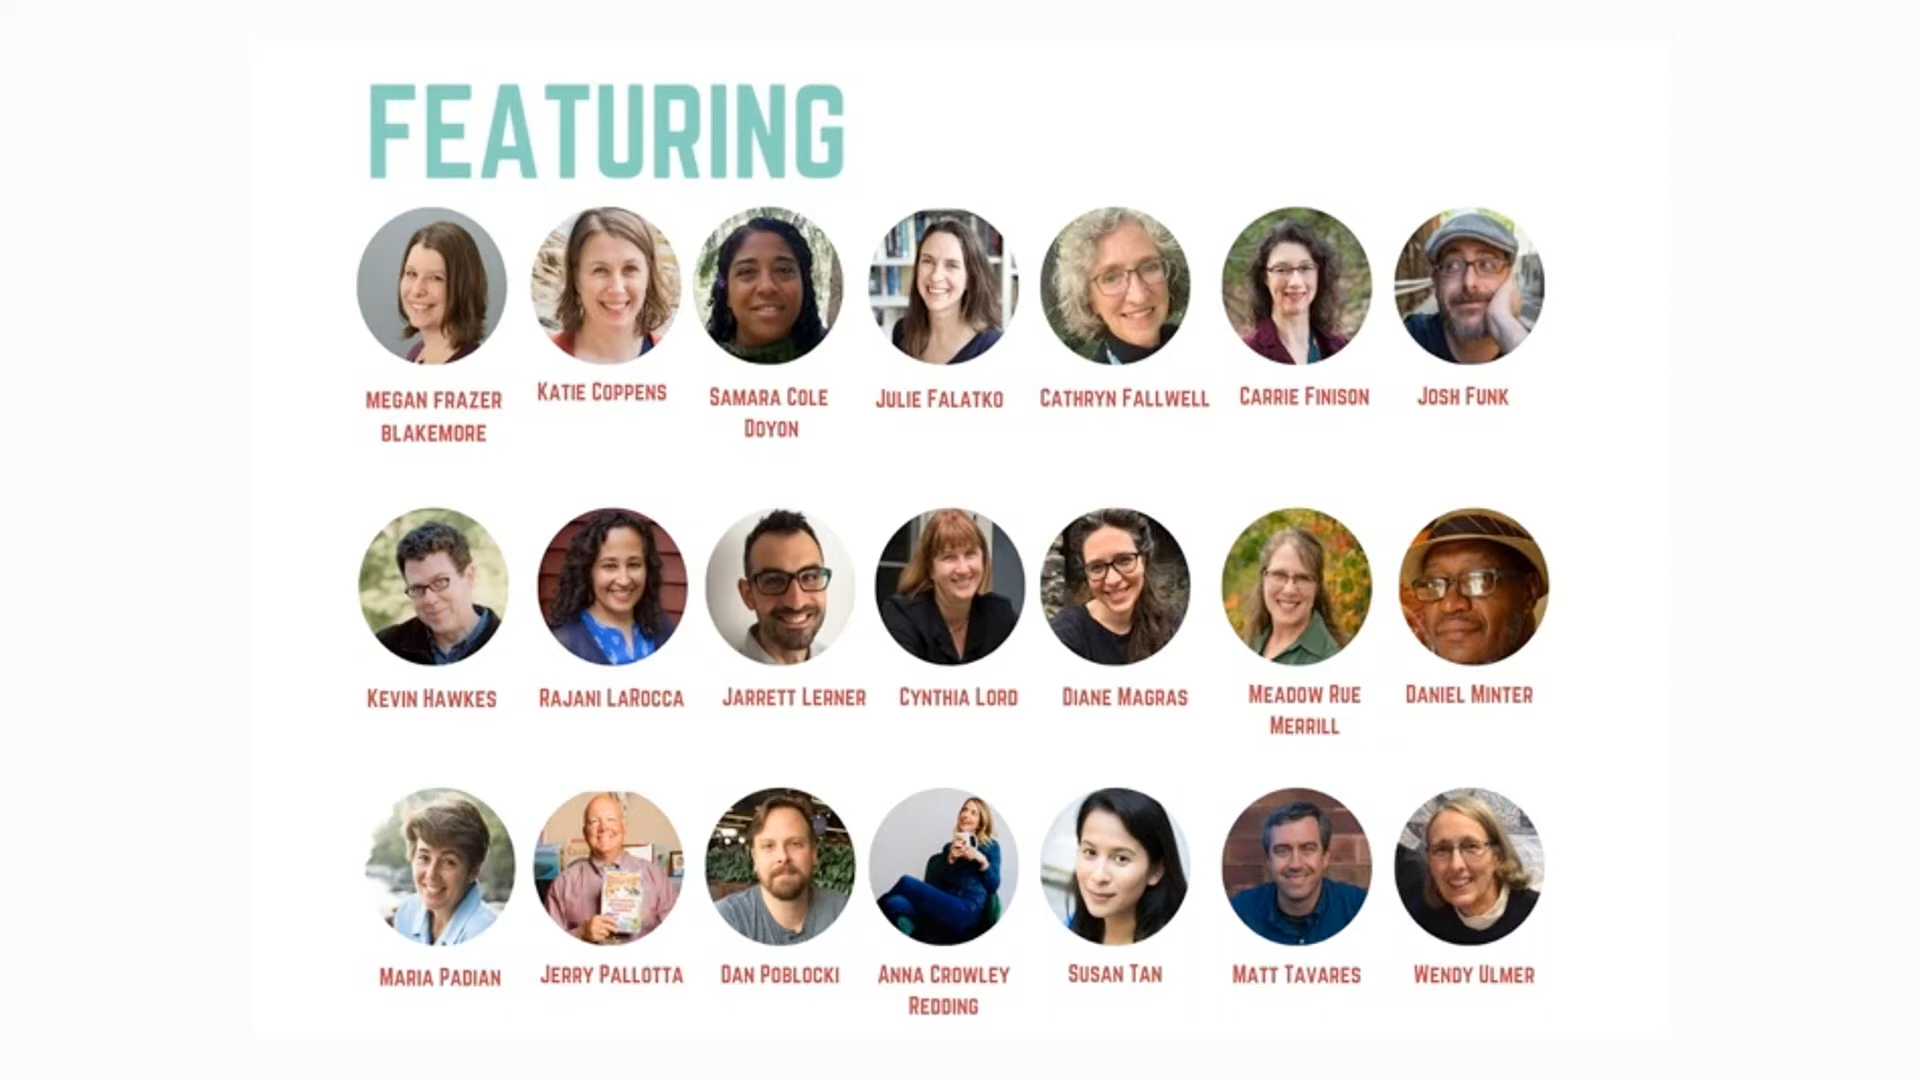 FEATURING
MEGAN FRAZER
BLAKEMORE
KATIE COPPENS
SAMARA COLE
DOYON
JULIE FALATKO
CATHRYN FALLWELL
CARRIE FINISON
JOSH FUNK
KEVIN HAWKES
RAJANI LAROCCA
JARRETT LERNER
CYNTHIA LORD
DIANE MAGRAS
MEADOW RUE
MERRILL
DANIEL MINTER
MARIA PADIAN
JERRY PALLOTTA
DAN POBLOCKI
ANNA CROWLEY
REDDING
SUSAN TAN
MATT TAVARES
WENDY ULMER